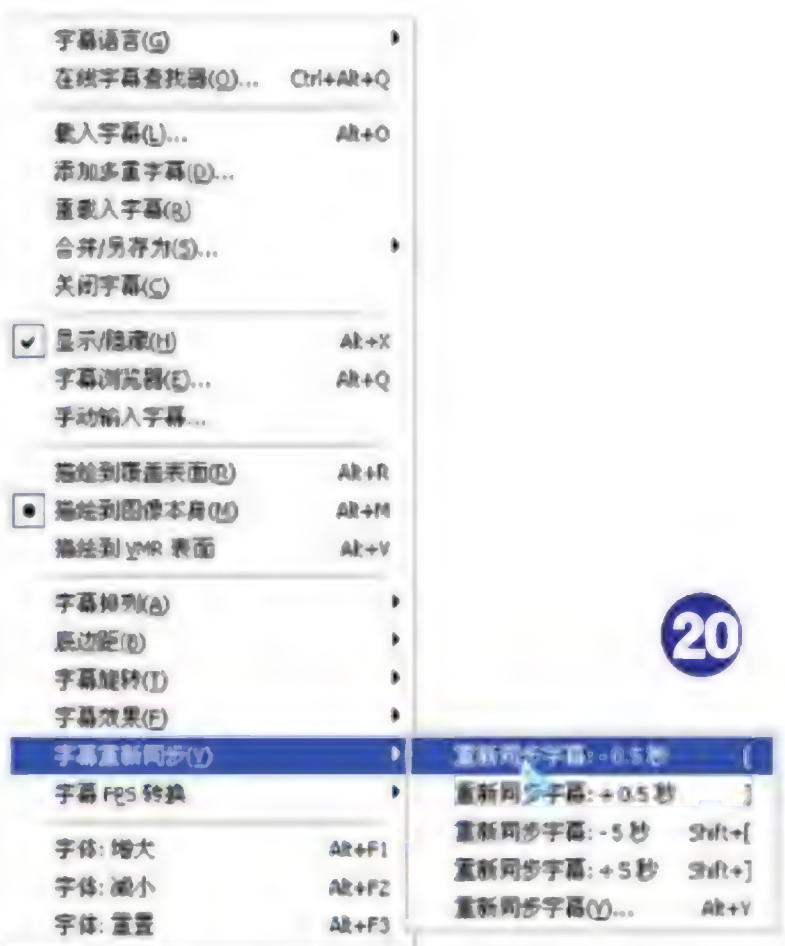 字幕语言(G)
在线字幕查找器(O)... Ctrl+Alt+Q
载入字幕(L)... Alt+O
添加多重字幕(D)...
重载入字幕(R)
合并/另存为(S)...
关闭字幕(C)
显示/隐藏(H) Alt+X
字幕浏览器(E)... Alt+Q
手动输入字幕...
描绘到覆盖表面(R) Alt+R
描绘到图像本身(M) Alt+M
描绘到 VMR 表面 Alt+V
字幕排列(A)
底边距(B)
字幕旋转(T)
字幕效果(F)
字幕重新同步(Y)
字幕 FPS 转换
字体: 增大 Alt+F1
字体: 减小 Alt+F2
字体: 重置 Alt+F3
20
重新同步字幕: -0.5 秒 [
重新同步字幕: +0.5 秒 ]
重新同步字幕: -5 秒 Shift+[
重新同步字幕: +5 秒 Shift+]
重新同步字幕(Y)... Alt+Y